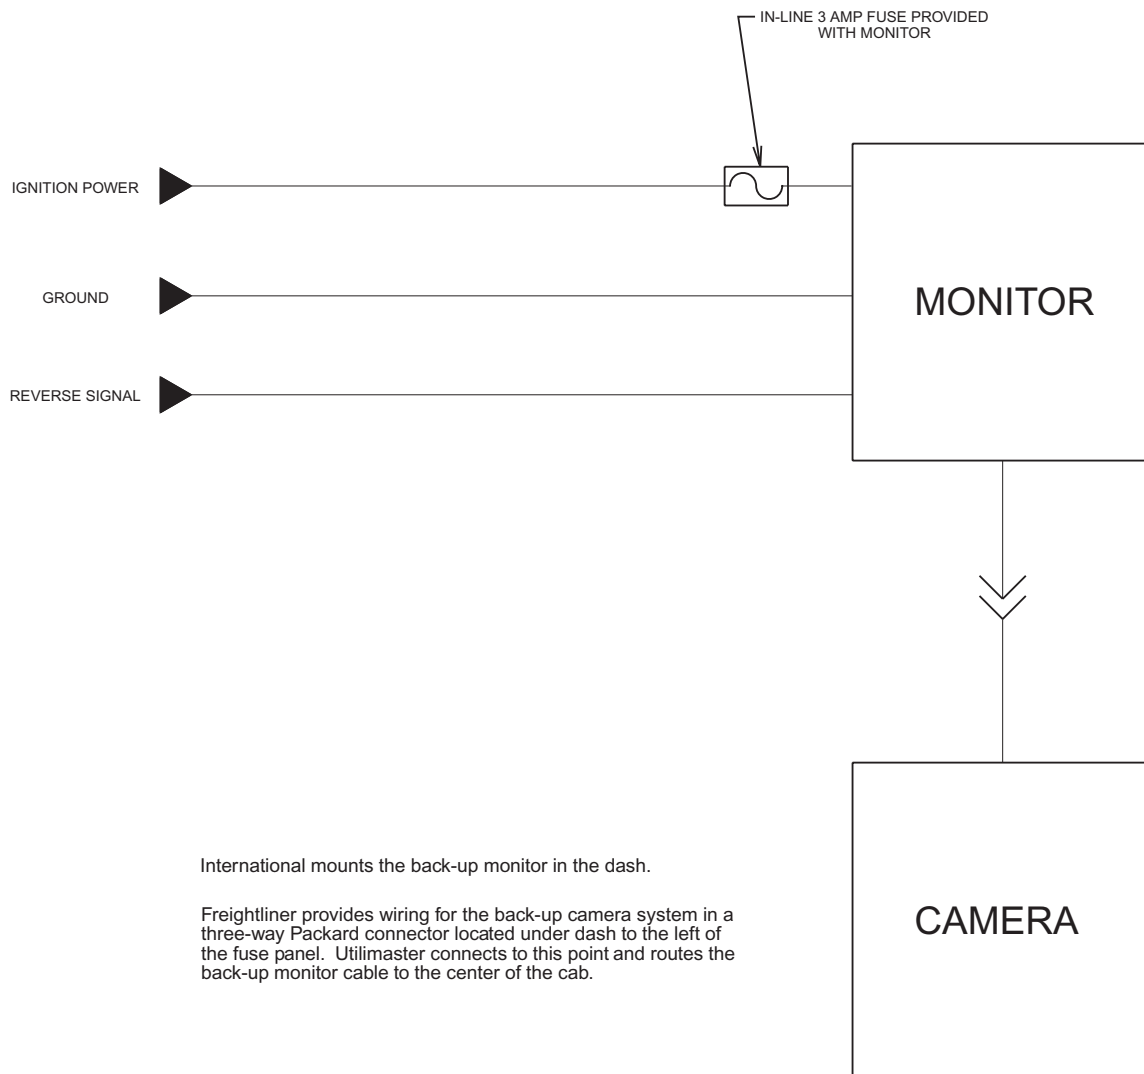 IN-LINE 3 AMP FUSE PROVIDED
WITH MONITOR
IGNITION POWER
GROUND
MONITOR
REVERSE SIGNAL
International mounts the back-up monitor in the dash.
Freightliner provides wiring for the back-up camera system in a
three-way Packard connector located under dash to the left of
the fuse panel.  Utilimaster connects to this point and routes the
back-up monitor cable to the center of the cab.
CAMERA